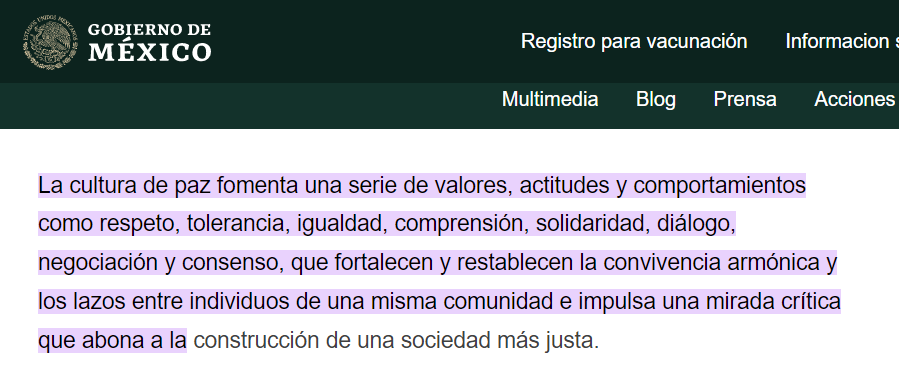 ESTADOS UNIDOS MEXICANOS
GOBIERNO DE
MÉXICO
Registro para vacunación Informacion s
Multimedia Blog Prensa Acciones
La cultura de paz fomenta una serie de valores, actitudes y comportamientos
como respeto, tolerancia, igualdad, comprensión, solidaridad, diálogo,
negociación y consenso, que fortalecen y restablecen la convivencia armónica y
los lazos entre individuos de una misma comunidad e impulsa una mirada crítica
que abona a la construcción de una sociedad más justa.